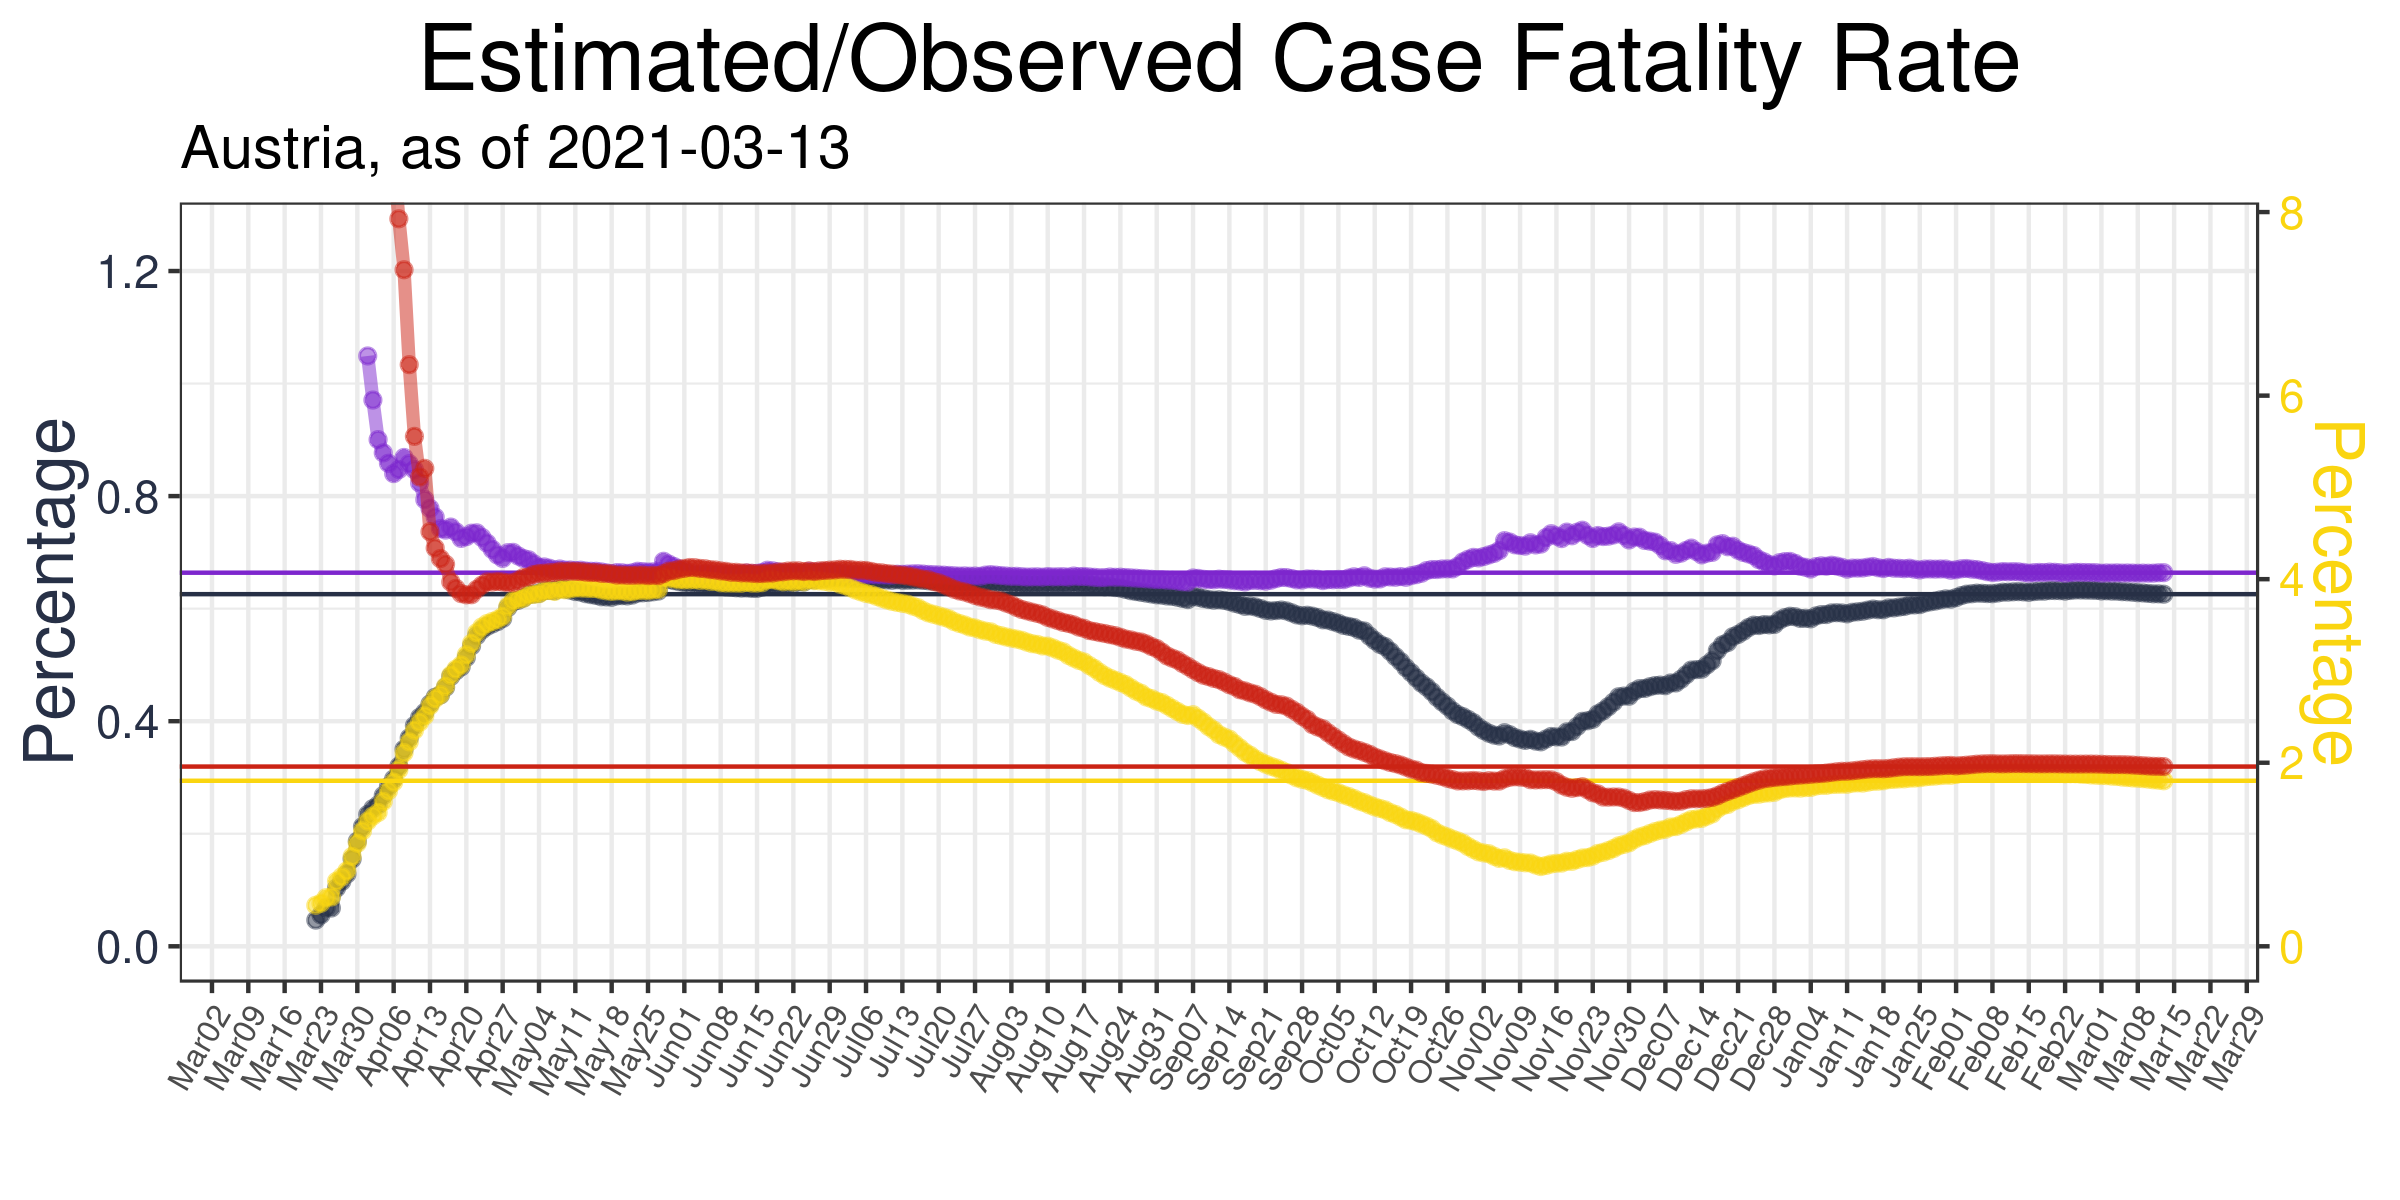 Estimated/Observed Case Fatality Rate
Austria, as of 2021-03-13
Percentage
1.2
0.8
0.4
0.0
8
6
4
2
0
Percentage
Mar02
Mar09
Mar16
Mar23
Mar30
Apr06
Apr13
Apr20
Apr27
May04
May11
May18
May25
Jun01
Jun08
Jun15
Jun22
Jun29
Jul06
Jul13
Jul20
Jul27
Aug03
Aug10
Aug17
Aug24
Aug31
Sep07
Sep14
Sep21
Sep28
Oct05
Oct12
Oct19
Oct26
Nov02
Nov09
Nov16
Nov23
Nov30
Dec07
Dec14
Dec21
Dec28
Jan04
Jan11
Jan18
Jan25
Feb01
Feb08
Feb15
Feb22
Mar01
Mar08
Mar15
Mar22
Mar29